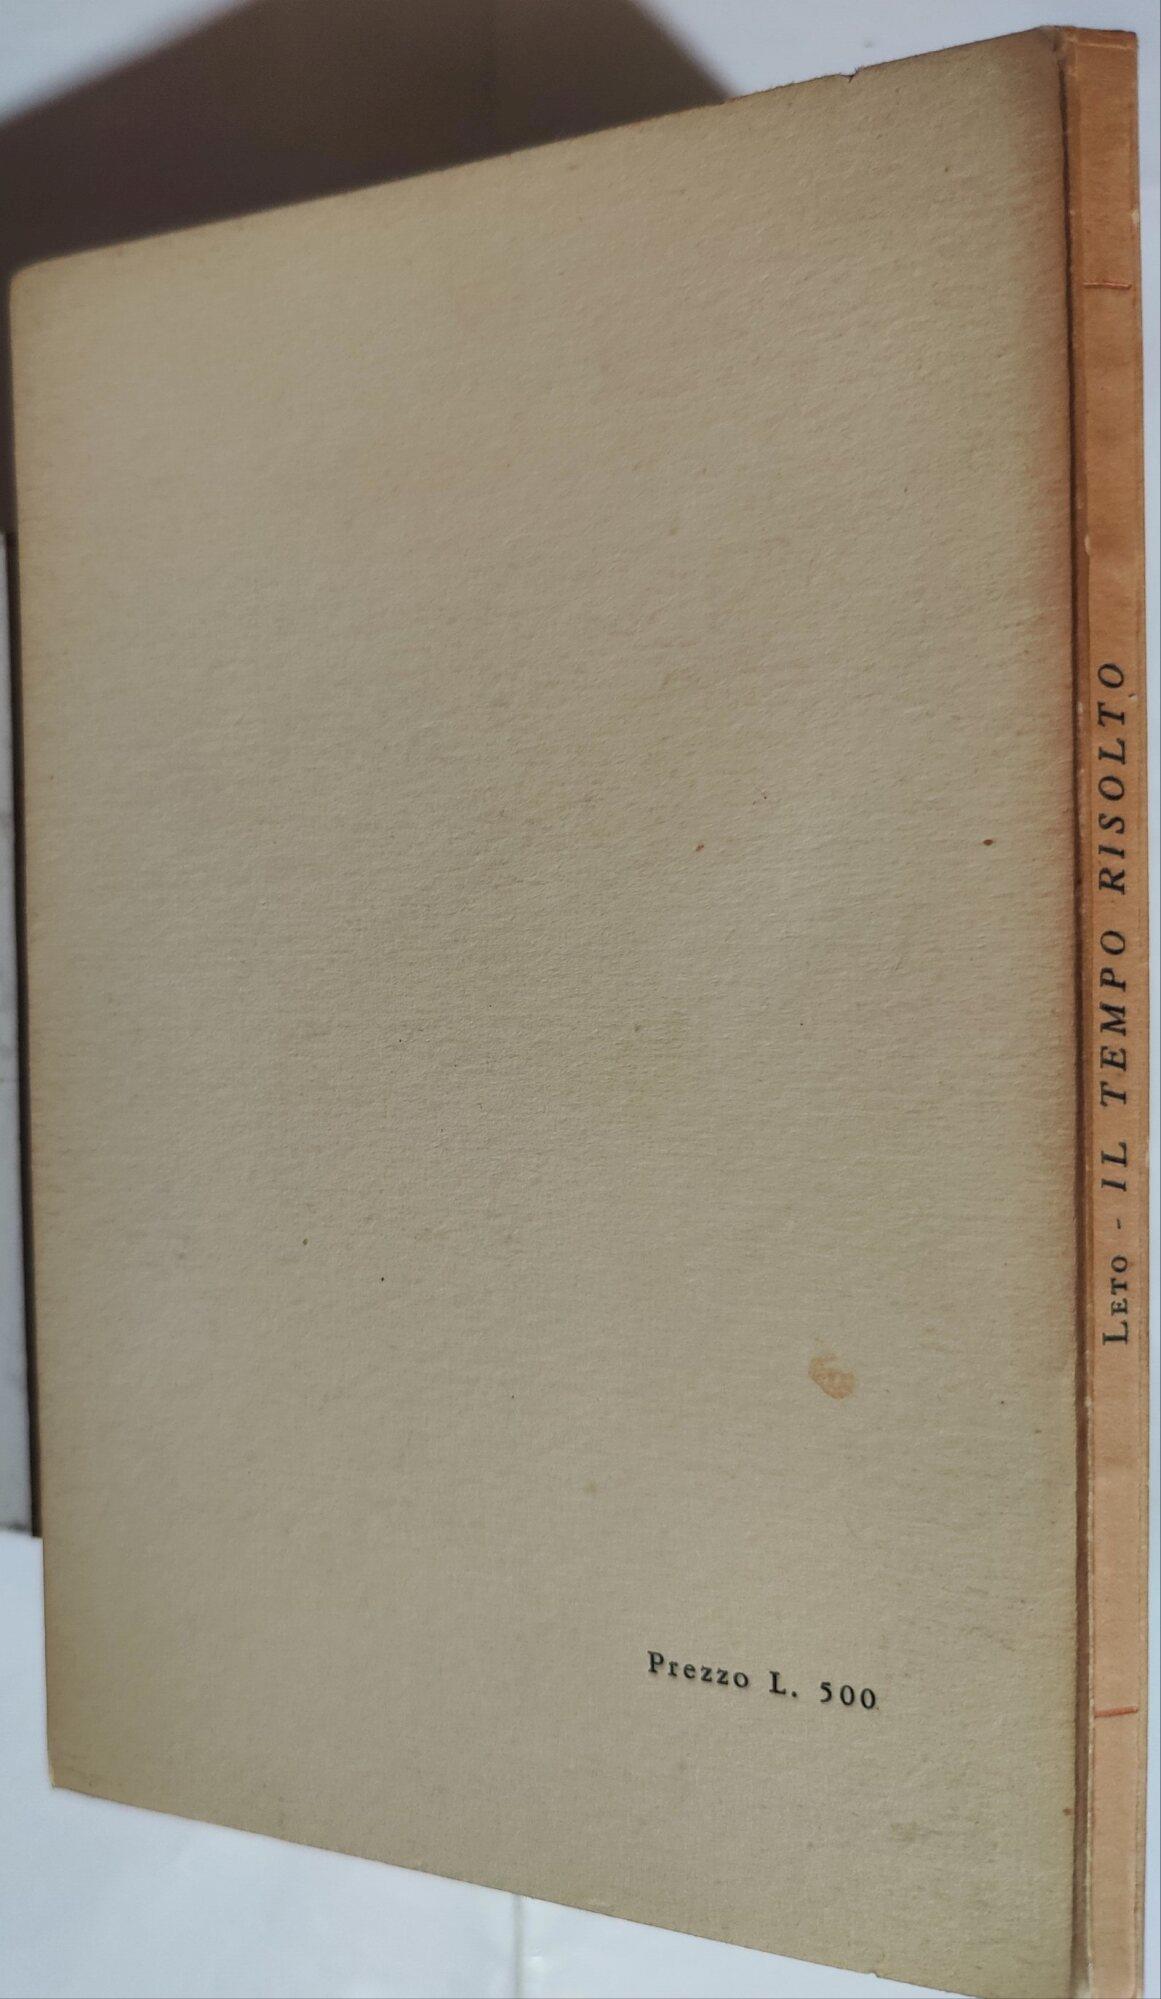 LETO - IL TEMPO RISOLTO
Prezzo L. 500